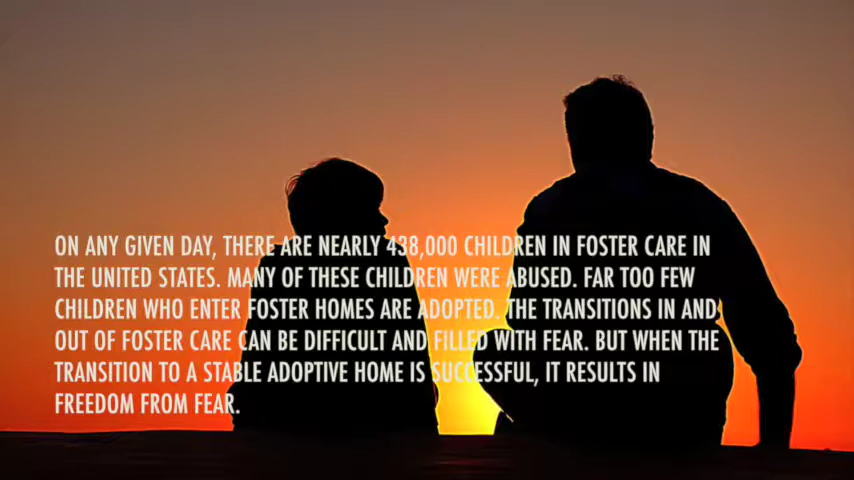 ON ANY GIVEN DAY, THERE ARE NEARLY 438,000 CHILDREN IN FOSTER CARE IN
THE UNITED STATES. MANY OF THESE CHILDREN WERE ABUSED. FAR TOO FEW
CHILDREN WHO ENTER FOSTER HOMES ARE ADOPTED. THE TRANSITIONS IN AND
OUT OF FOSTER CARE CAN BE DIFFICULT AND FILLED WITH FEAR. BUT WHEN THE
TRANSITION TO A STABLE ADOPTIVE HOME IS SUCCESSFUL, IT RESULTS IN
FREEDOM FROM FEAR.